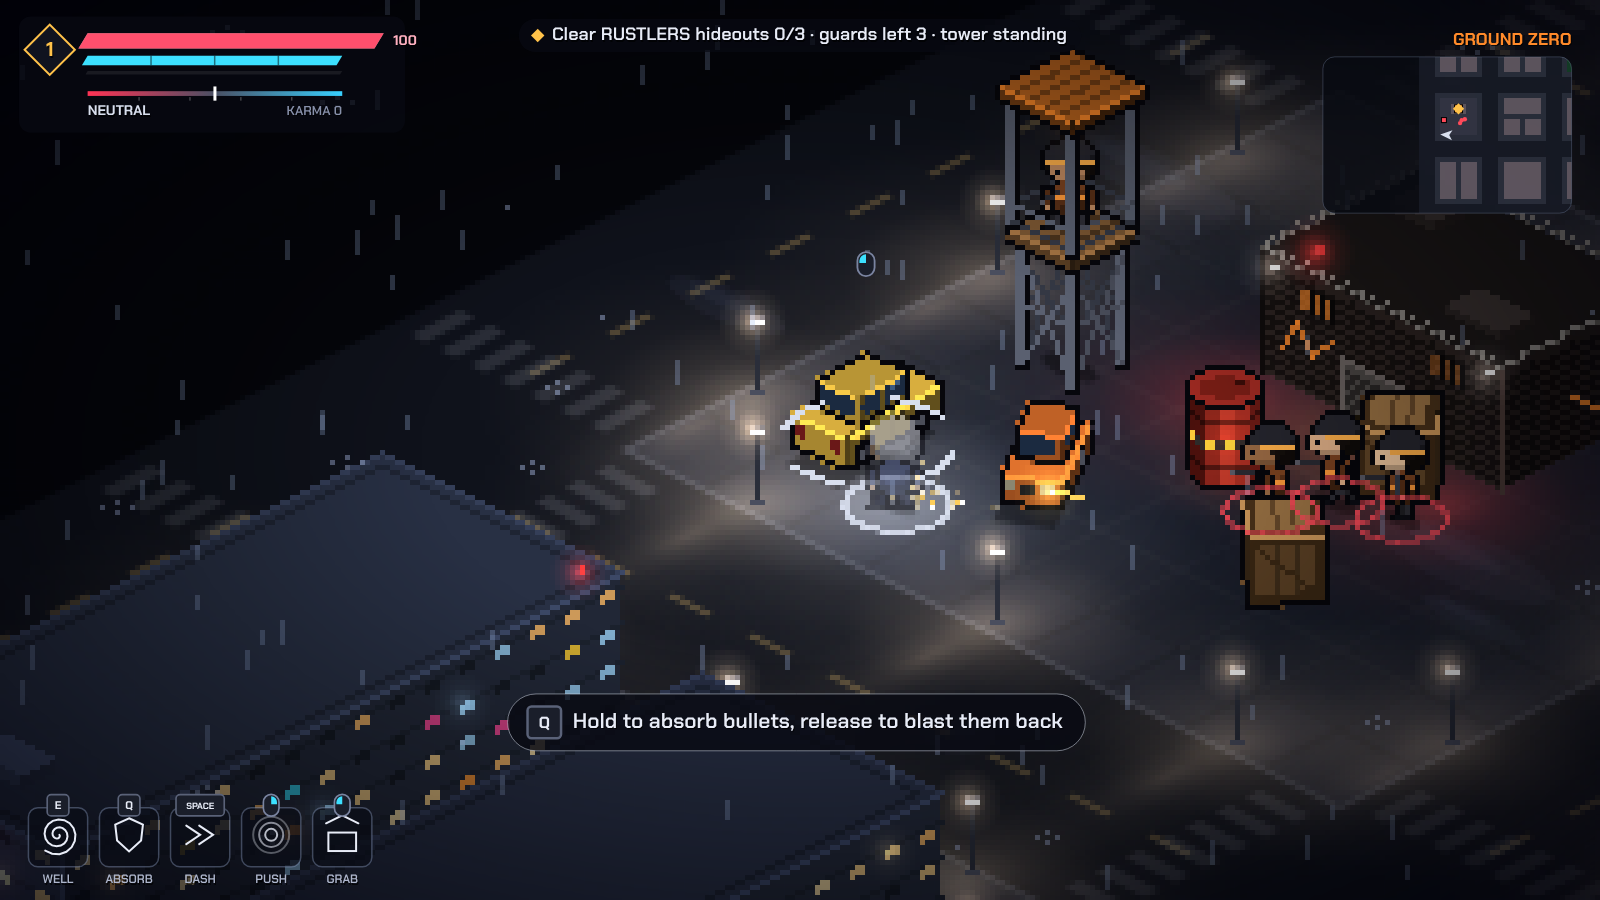 1
100
NEUTRAL
KARMA 0
Clear RUSTLERS hideouts 0/3 · guards left 3 · tower standing
GROUND ZERO
Q Hold to absorb bullets, release to blast them back
E Q SPACE
WELL ABSORB DASH PUSH GRAB